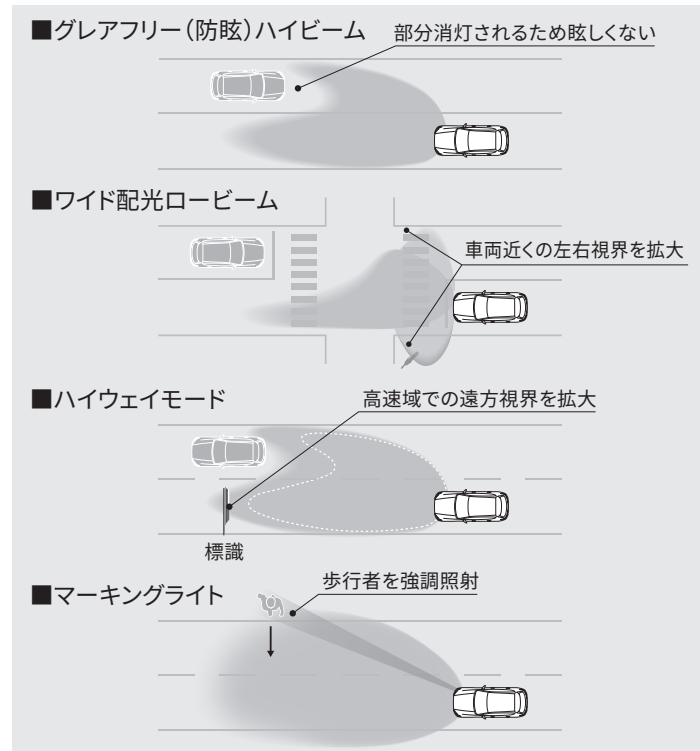 ■グレアフリー（防眩）ハイビーム
部分消灯されるため眩しくない
■ワイド配光ロービーム
車両近くの左右視界を拡大
■ハイウェイモード
高速域での遠方視界を拡大
標識
■マーキングライト
歩行者を強調照射